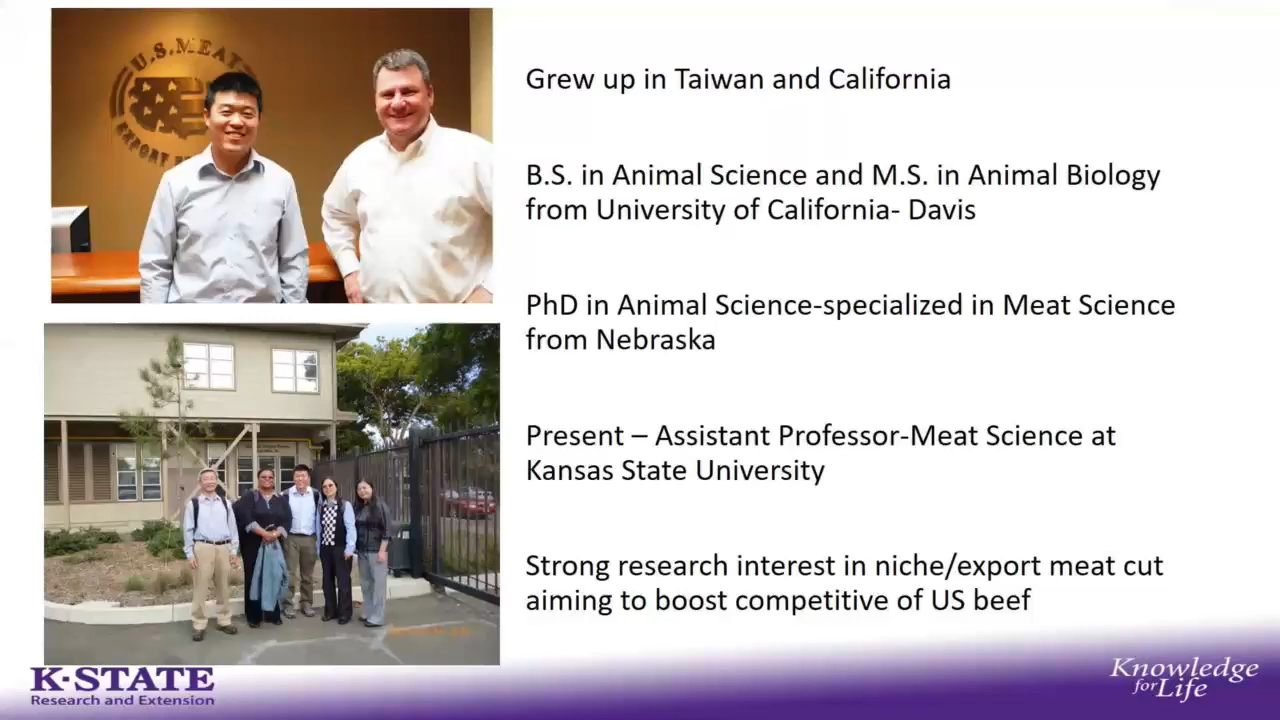 U.S. MEAT
EXPORT
Grew up in Taiwan and California
B.S. in Animal Science and M.S. in Animal Biology
from University of California- Davis
PhD in Animal Science-specialized in Meat Science
from Nebraska
Present – Assistant Professor-Meat Science at
Kansas State University
Strong research interest in niche/export meat cut
aiming to boost competitive of US beef
K-STATE
Research and Extension
Knowledge
for Life